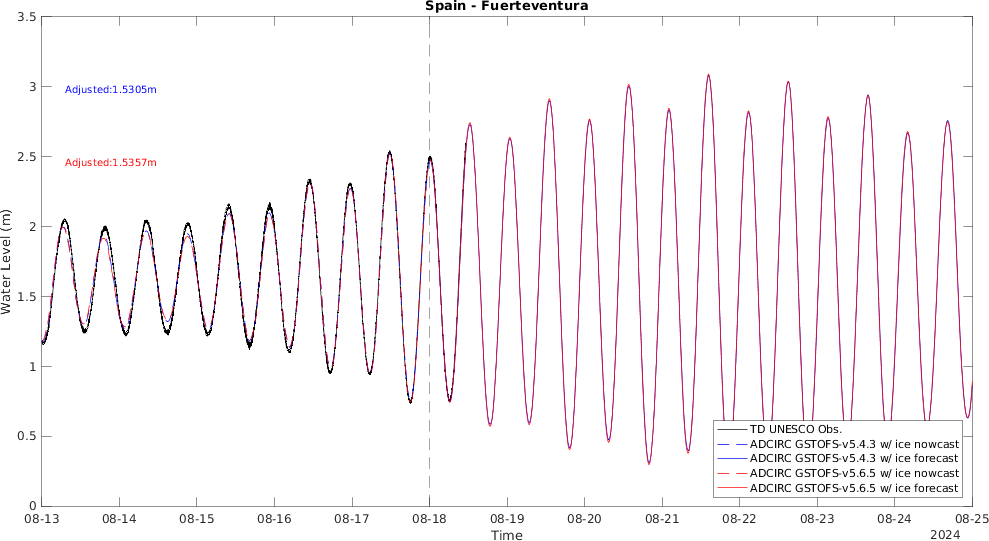 Spain - Fuerteventura
3.5
3
2.5
2
1.5
1
0.5
0
Water Level (m)
Adjusted:1.5305m
Adjusted:1.5357m
TD UNESCO Obs.
ADCIRC GSTOFS-v5.4.3 w/ ice nowcast
ADCIRC GSTOFS-v5.4.3 w/ ice forecast
ADCIRC GSTOFS-v5.6.5 w/ ice nowcast
ADCIRC GSTOFS-v5.6.5 w/ ice forecast
08-13 08-14 08-15 08-16 08-17 08-18 08-19 08-20 08-21 08-22 08-23 08-24 08-25
Time
2024